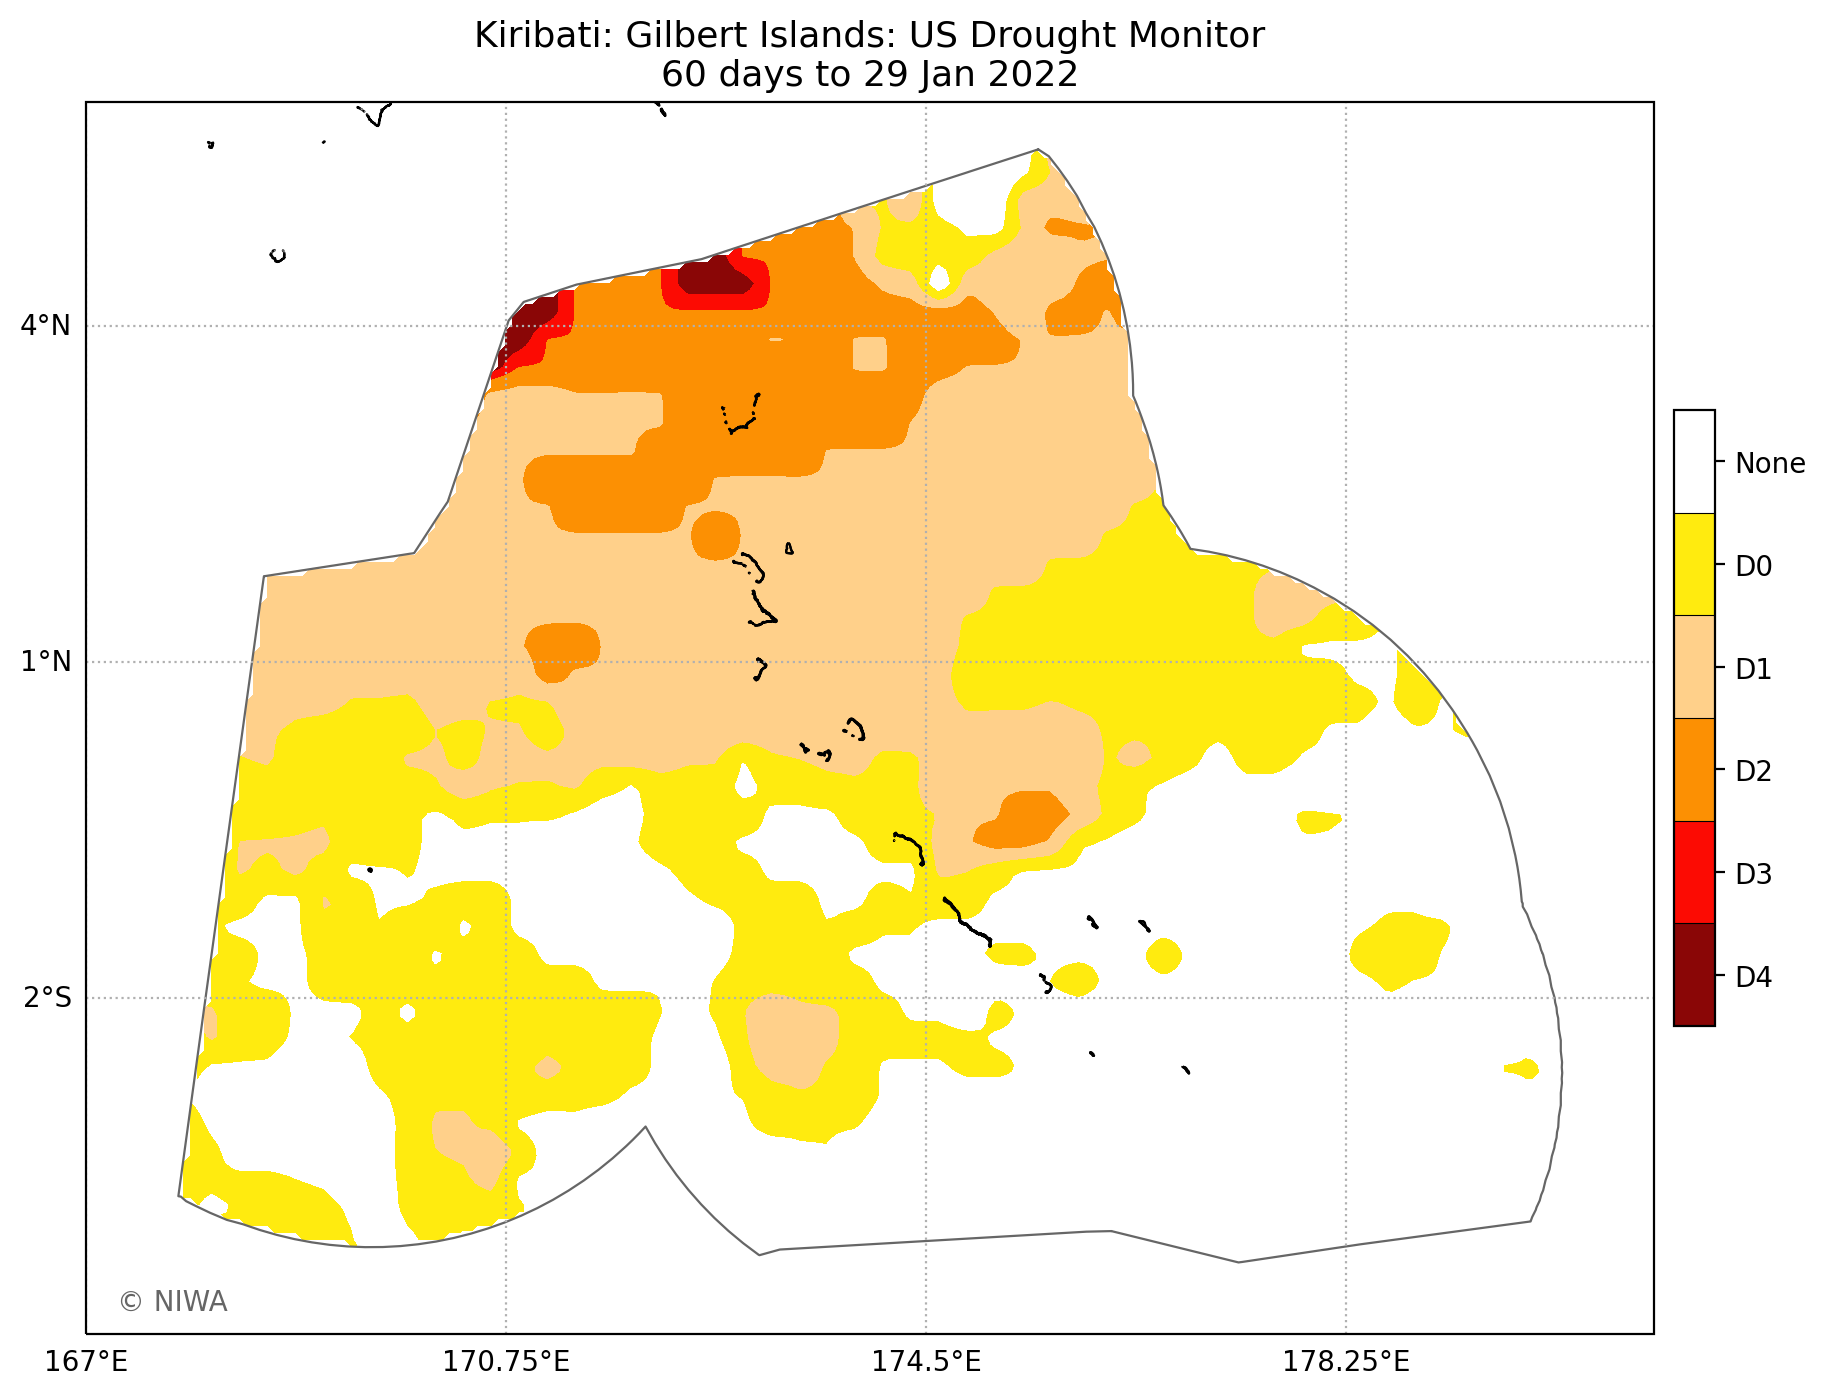 Kiribati: Gilbert Islands: US Drought Monitor
60 days to 29 Jan 2022
4°N
1°N
2°S
167°E
170.75°E
174.5°E
178.25°E
None
D0
D1
D2
D3
D4
© NIWA